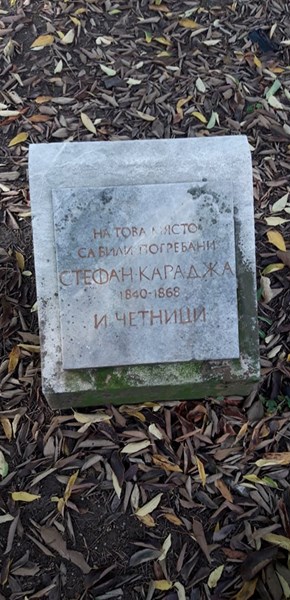 НА ТОВА МЯСТО
СА БИЛИ ПОГРЕБАНИ
СТЕФАН КАРАДЖА
1840-1868
И ЧЕТНИЦИ